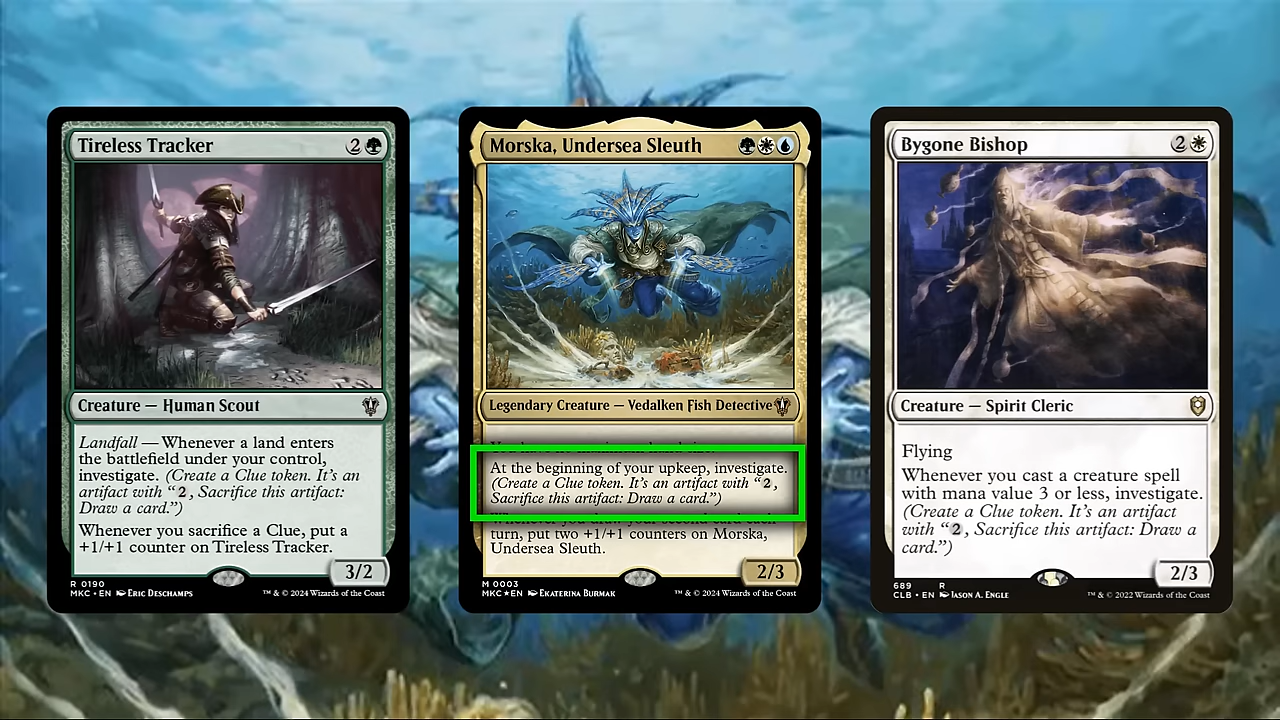 Tireless Tracker
2
Creature — Human Scout
Landfall — Whenever a land enters
the battlefield under your control,
investigate. (Create a Clue token. It's an
artifact with “2, Sacrifice this artifact:
Draw a card.”)
Whenever you sacrifice a Clue, put a
+1/+1 counter on Tireless Tracker.
3/2
R 0190
MKC • EN Eric Deschamps
™ & © 2024 Wizards of the Coast
Morska, Undersea Sleuth
Legendary Creature — Vedalken Fish Detective
At the beginning of your upkeep, investigate.
(Create a Clue token. It's an artifact with “2,
Sacrifice this artifact: Draw a card.”)
Whenever you draw your second card each
turn, put two +1/+1 counters on Morska,
Undersea Sleuth.
2/3
M 0003
MKC ★ EN Ekaterina Burmak
™ & © 2024 Wizards of the Coast
Bygone Bishop
2
Creature — Spirit Cleric
Flying
Whenever you cast a creature spell
with mana value 3 or less, investigate.
(Create a Clue token. It's an artifact
with “2, Sacrifice this artifact: Draw a
card.”)
2/3
689 R
CLB • EN Jason A. Engle
™ & © 2022 Wizards of the Coast